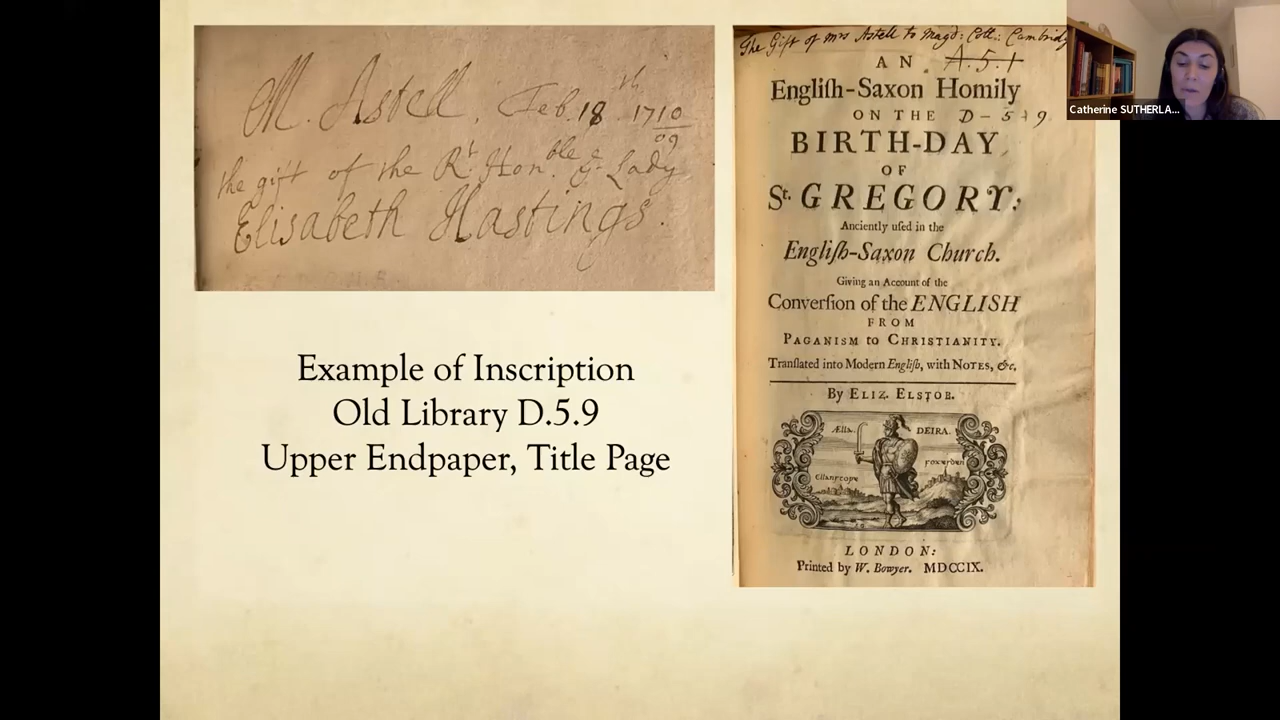 M. Astell. Feb. 18th 1710/09
the gift of the Rt. Honble ye Lady
Elisabeth Hastings.
The Gift of Mrs Astell to Magd: Coll: Cambridg
A.5.1
AN
Engliſh-Saxon Homily
ON THE D-5-9
BIRTH-DAY
OF
St. GREGORY:
Anciently uſed in the
Engliſh-Saxon Church.
Giving an Account of the
Converſion of the ENGLISH
FROM
PAGANISM to CHRISTIANITY.
Tranſlated into Modern Engliſh, with NOTES, &c.
By ELIZ. ELSTOB.
Ælla. DEIRA.
LONDON:
Printed by W. Bowyer. MDCCIX.
Example of Inscription
Old Library D.5.9
Upper Endpaper, Title Page
Catherine SUTHERLA...